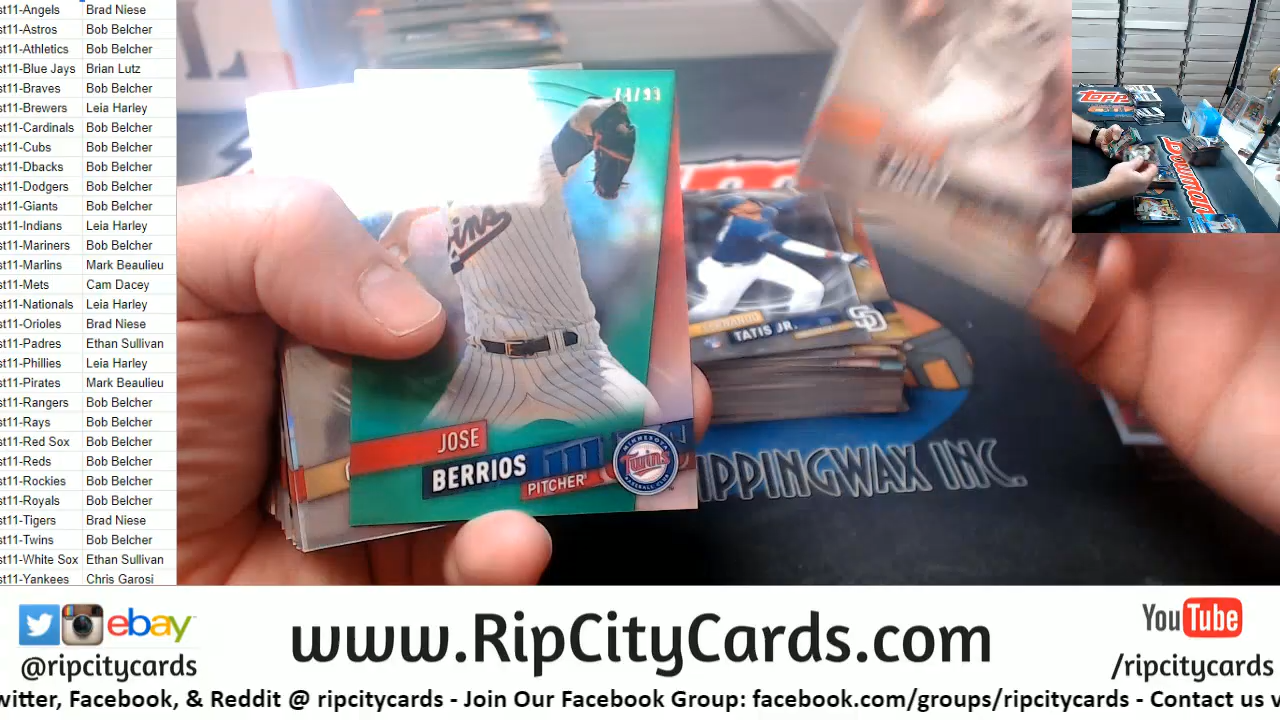 st11-Angels Brad Niese
st11-Astros Bob Belcher
st11-Athletics Bob Belcher
st11-Blue Jays Brian Lutz
st11-Braves Bob Belcher
st11-Brewers Leia Harley
st11-Cardinals Bob Belcher
st11-Cubs Bob Belcher
st11-Dbacks Bob Belcher
st11-Dodgers Bob Belcher
st11-Giants Bob Belcher
st11-Indians Leia Harley
st11-Mariners Bob Belcher
st11-Marlins Mark Beaulieu
st11-Mets Cam Dacey
st11-Nationals Leia Harley
st11-Orioles Brad Niese
st11-Padres Ethan Sullivan
st11-Phillies Leia Harley
st11-Pirates Mark Beaulieu
st11-Rangers Bob Belcher
st11-Rays Bob Belcher
st11-Red Sox Bob Belcher
st11-Reds Bob Belcher
st11-Rockies Bob Belcher
st11-Royals Bob Belcher
st11-Tigers Brad Niese
st11-Twins Bob Belcher
st11-White Sox Ethan Sullivan
st11-Yankees Chris Garosi
JOSE
BERRIOS
PITCHER
MINNESOTA
Twins
FERNANDO
TATIS JR.
SD
IPPINGWAX INC.
TOPP
Bowman
ebay
@ripcitycards
www.RipCityCards.com
YouTube
/ripcitycards
witter, Facebook, & Reddit @ ripcitycards - Join Our Facebook Group: facebook.com/groups/ripcitycards - Contact us v